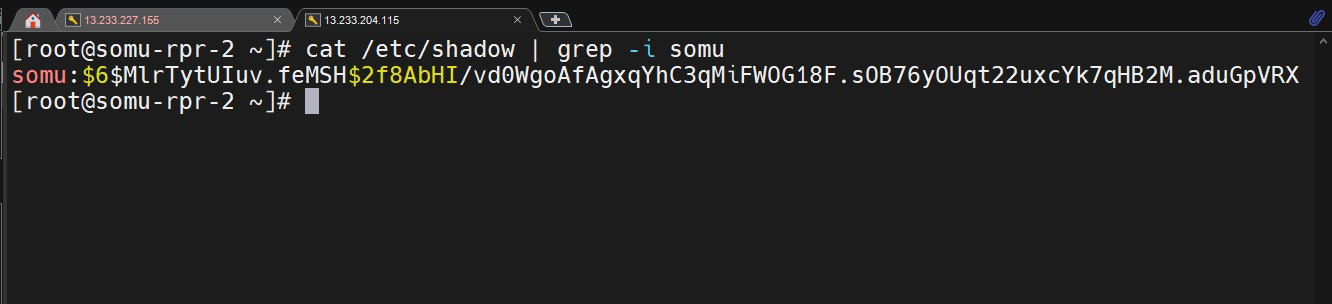 13.233.227.155 13.233.204.115
[root@somu-rpr-2 ~]# cat /etc/shadow | grep -i somu
somu:$6$MlrTytUIuv.feMSH$2f8AbHI/vd0WgoAfAgxqYhC3qMiFWOG18F.sOB76yOUqt22uxcYk7qHB2M.aduGpVRX
[root@somu-rpr-2 ~]#